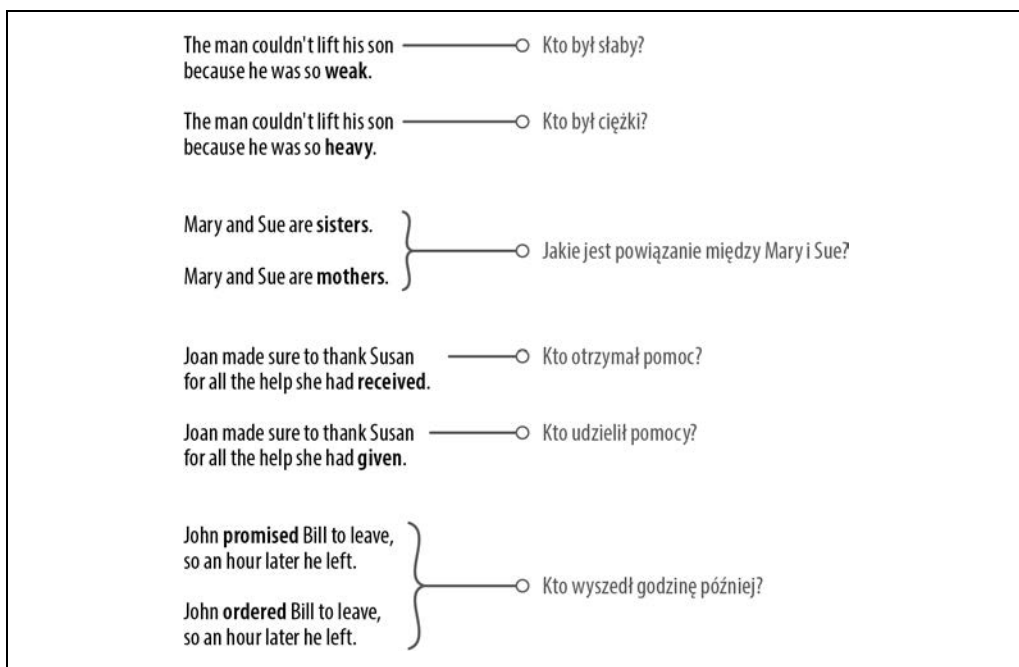 The man couldn't lift his son
because he was so weak.
Kto był słaby?
The man couldn't lift his son
because he was so heavy.
Kto był ciężki?
Mary and Sue are sisters.
Mary and Sue are mothers.
Jakie jest powiązanie między Mary i Sue?
Joan made sure to thank Susan
for all the help she had received.
Kto otrzymał pomoc?
Joan made sure to thank Susan
for all the help she had given.
Kto udzielił pomocy?
John promised Bill to leave,
so an hour later he left.
John ordered Bill to leave,
so an hour later he left.
Kto wyszedł godzinę później?